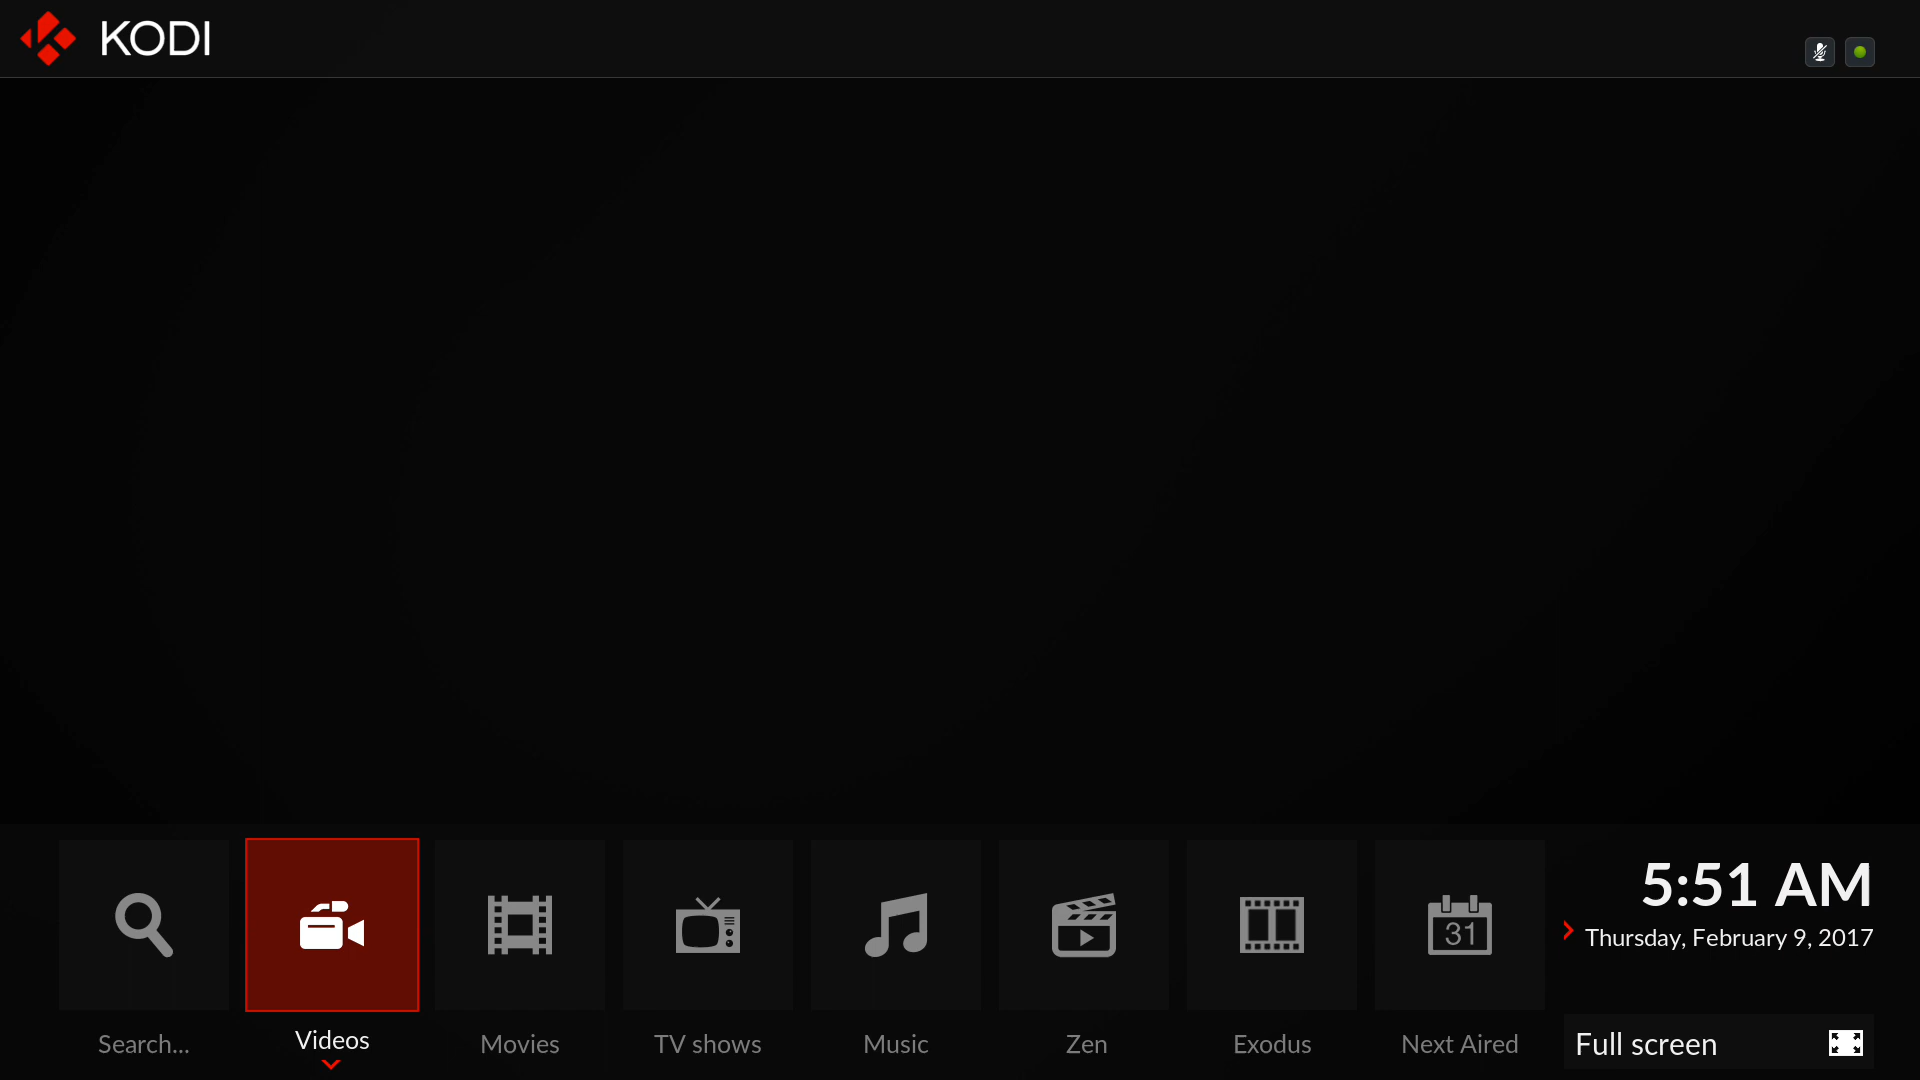 KODI
Search...
Videos
Movies
TV shows
Music
Zen
Exodus
31
Next Aired
5:51 AM
Thursday, February 9, 2017
Full screen